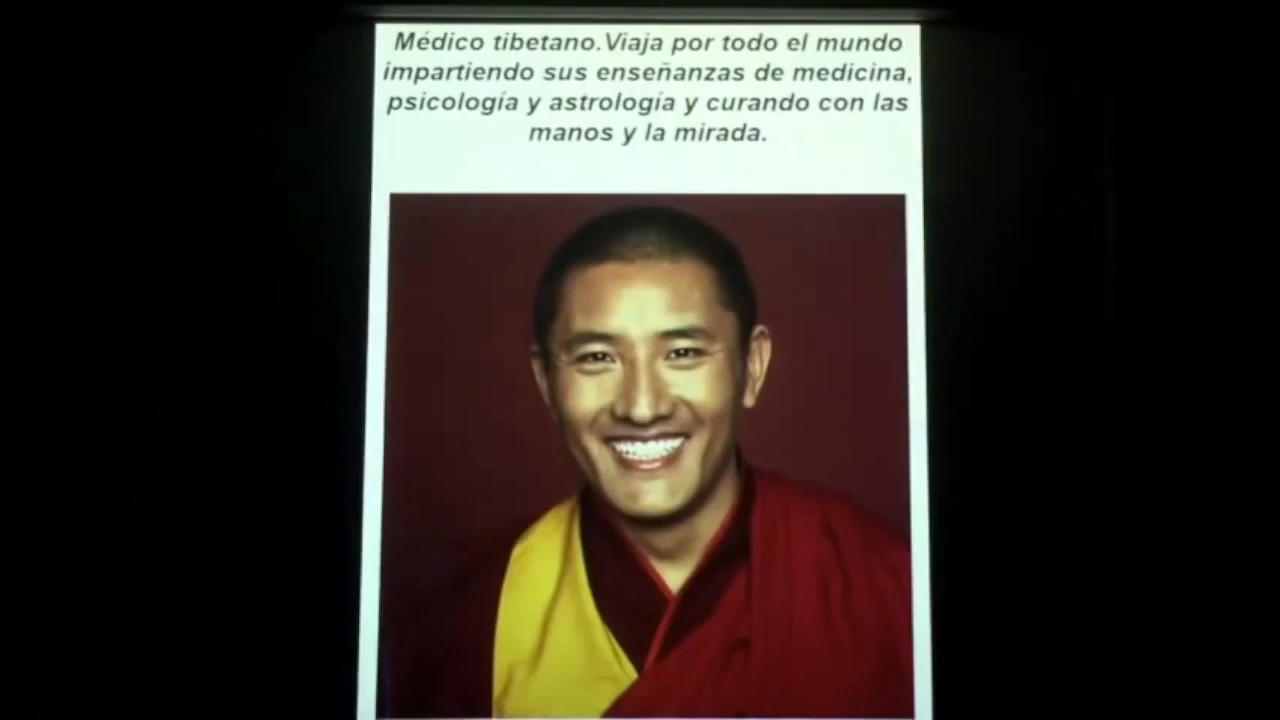 Médico tibetano.Viaja por todo el mundo
impartiendo sus enseñanzas de medicina,
psicología y astrología y curando con las
manos y la mirada.